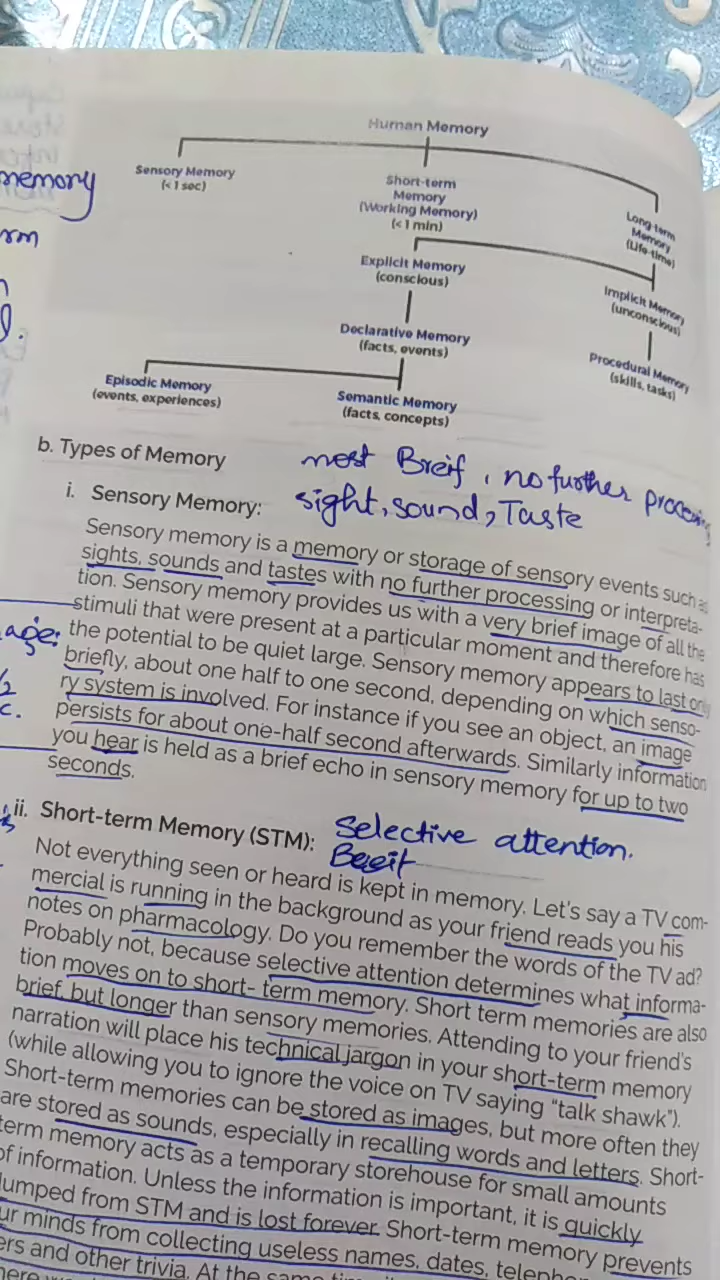 Human Memory
Sensory Memory
(<1 sec)
Short-term
Memory
(Working Memory)
(<1 min)
Long-term
Memory
(Life-time)
Explicit Memory
(conscious)
Implicit Memory
(unconscious)
Declarative Memory
(facts, events)
Procedural Memory
(skills, tasks)
Episodic Memory
(events, experiences)
Semantic Memory
(facts, concepts)
memory
b. Types of Memory
most Breif, no further
i. Sensory Memory:
sight, sound, Taste
Sensory memory is a memory or storage of sensory events such as
sights, sounds and tastes with no further processing or interpreta-
tion. Sensory memory provides us with a very brief image of all the
stimuli that were present at a particular moment and therefore has
the potential to be quiet large. Sensory memory appears to last only
briefly, about one half to one second, depending on which senso-
ry system is involved. For instance if you see an object, an image
persists for about one-half second afterwards. Similarly information
you hear is held as a brief echo in sensory memory for up to two
seconds.
ii. Short-term Memory (STM):
Selective attention.
Not everything seen or heard is kept in memory. Let's say a TV com-
mercial is running in the background as your friend reads you his
notes on pharmacology. Do you remember the words of the TV ad?
Probably not, because selective attention determines what informa-
tion moves on to short- term memory. Short term memories are also
brief, but longer than sensory memories. Attending to your friend's
narration will place his technical jargon in your short-term memory
(while allowing you to ignore the voice on TV saying "talk shawk").
Short-term memories can be stored as images, but more often they
are stored as sounds, especially in recalling words and letters. Short-
term memory acts as a temporary storehouse for small amounts
of information. Unless the information is important, it is quickly
dumped from STM and is lost forever. Short-term memory prevents
our minds from collecting useless names, dates,
and other trivia. At the same